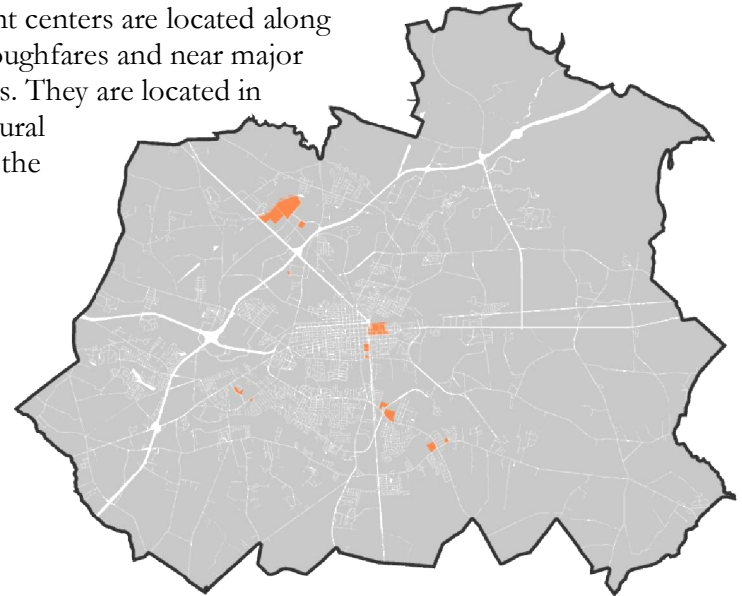 nt centers are located along
oughfares and near major
s. They are located in
ural
the